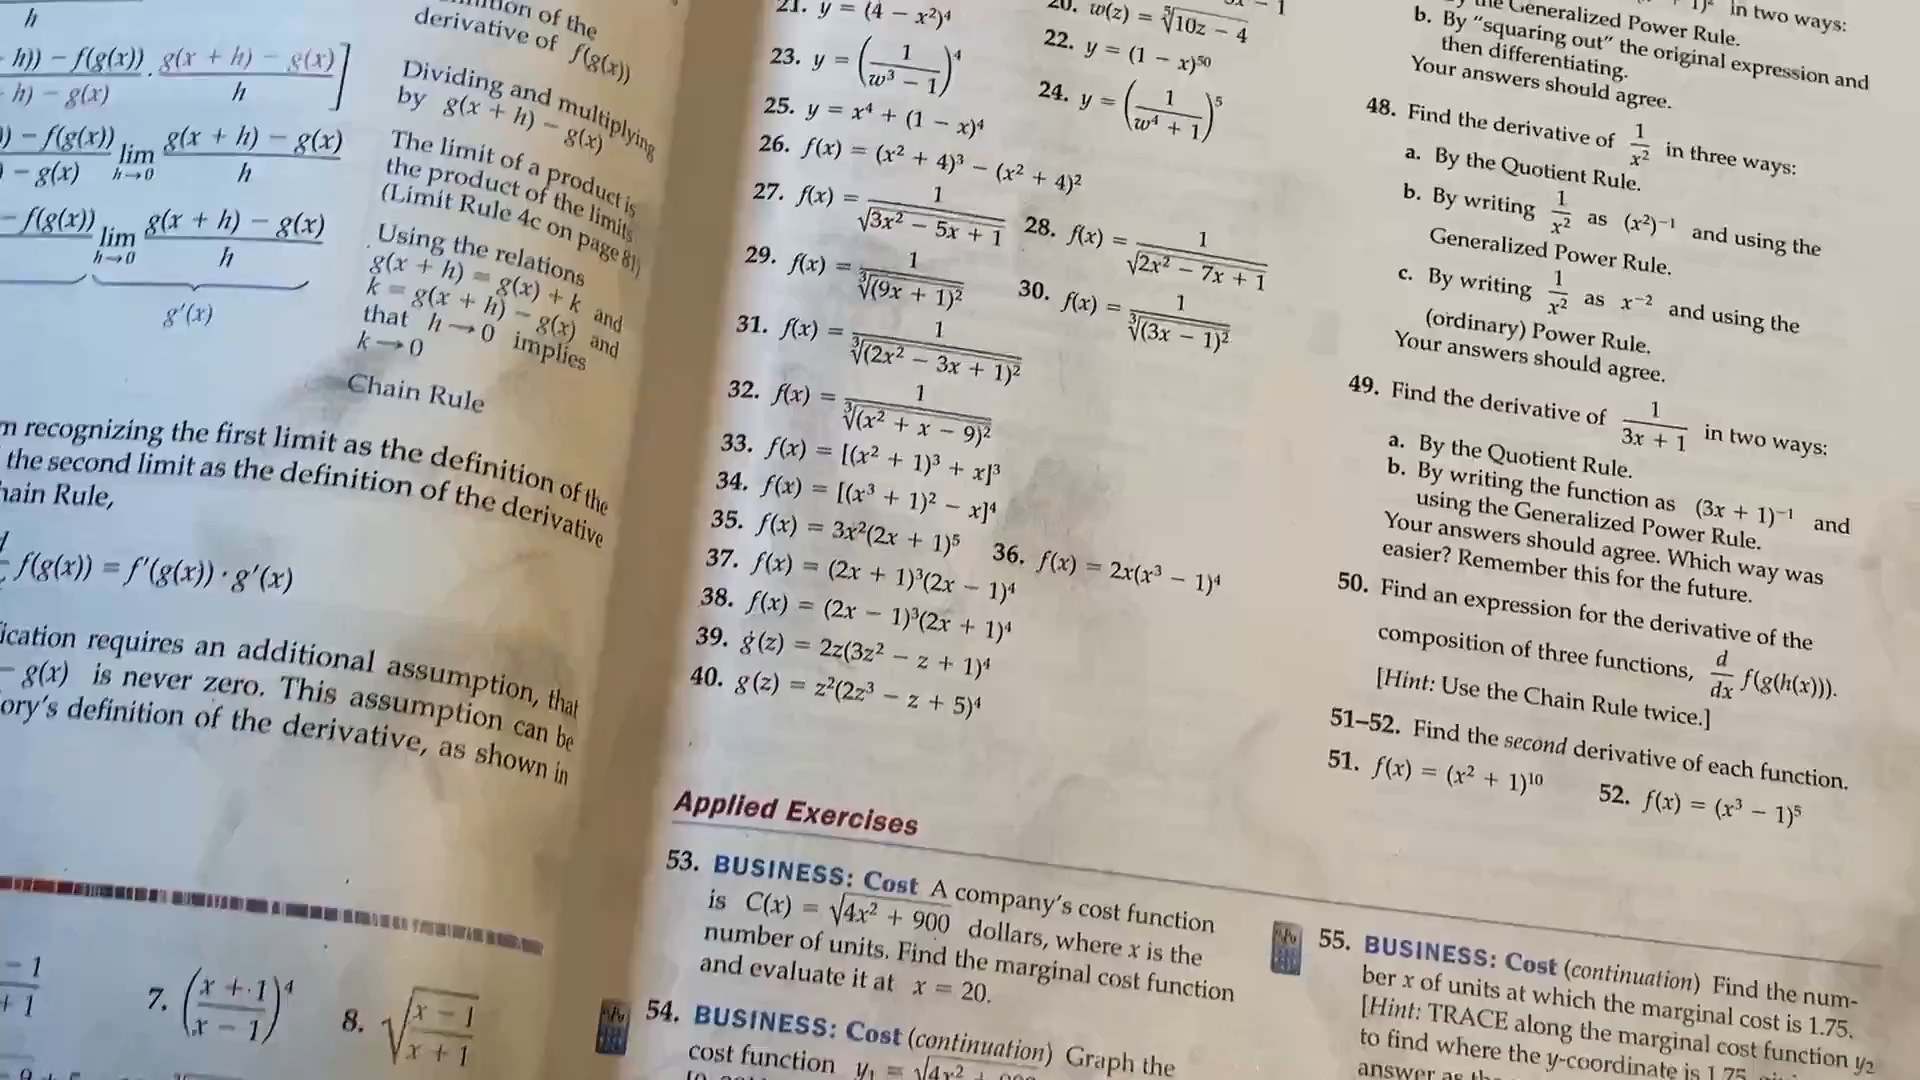 h
h)) − f(g(x)) · g(x + h) − g(x) ]
h) − g(x) h
)) − f(g(x)) lim g(x + h) − g(x)
− g(x) h→0 h
− f(g(x)) lim g(x + h) − g(x)
h→0 h
g′(x)
of the
derivative of f(g(x))
Dividing and multiplying
by g(x + h) − g(x)
The limit of a product is
the product of the limits
(Limit Rule 4c on page 81)
Using the relations
g(x + h) = g(x) + k and
k = g(x + h) − g(x) and
that h→0 implies
k→0
Chain Rule
recognizing the first limit as the definition of the
the second limit as the definition of the derivative
Chain Rule,
f(g(x)) = f′(g(x)) · g′(x)
requires an additional assumption, that
− g(x) is never zero. This assumption can be
ory's definition of the derivative, as shown in
− 1
+ 1
7. ((x + 1)/(x − 1))^4
8. √((x − 1)/(x + 1))
21. y = (4 − x²)⁴
20. w(z) = ∛(10z − 4)
23. y = (1/(w³ − 1))⁴
22. y = (1 − x)⁵⁰
24. y = (1/(w⁴ + 1))⁵
25. y = x⁴ + (1 − x)⁴
26. f(x) = (x² + 4)³ − (x² + 4)²
27. f(x) = 1/√(3x² − 5x + 1)
28. f(x) = 1/√(2x² − 7x + 1)
29. f(x) = 1/∛((9x + 1)²)
30. f(x) = 1/∛((3x − 1)²)
31. f(x) = 1/∛((2x² − 3x + 1)²)
32. f(x) = 1/∛((x² + x − 9)²)
33. f(x) = [(x² + 1)³ + x]³
34. f(x) = [(x³ + 1)² − x]⁴
35. f(x) = 3x²(2x + 1)⁵
36. f(x) = 2x(x³ − 1)⁴
37. f(x) = (2x + 1)³(2x − 1)⁴
38. f(x) = (2x − 1)³(2x + 1)⁴
39. g(z) = 2z(3z² − z + 1)⁴
40. g(z) = z²(2z³ − z + 5)⁴
Applied Exercises
53. BUSINESS: Cost A company's cost function
is C(x) = √(4x² + 900) dollars, where x is the
number of units. Find the marginal cost function
and evaluate it at x = 20.
54. BUSINESS: Cost (continuation) Graph the
cost function y₁ =
in two ways:
the Generalized Power Rule.
b. By "squaring out" the original expression and
then differentiating.
Your answers should agree.
48. Find the derivative of 1/x² in three ways:
a. By the Quotient Rule.
b. By writing 1/x² as (x²)⁻¹ and using the
Generalized Power Rule.
c. By writing 1/x² as x⁻² and using the
(ordinary) Power Rule.
Your answers should agree.
49. Find the derivative of 1/(3x + 1) in two ways:
a. By the Quotient Rule.
b. By writing the function as (3x + 1)⁻¹ and
using the Generalized Power Rule.
Your answers should agree. Which way was
easier? Remember this for the future.
50. Find an expression for the derivative of the
composition of three functions, d/dx f(g(h(x))).
[Hint: Use the Chain Rule twice.]
51–52. Find the second derivative of each function.
51. f(x) = (x² + 1)¹⁰
52. f(x) = (x³ − 1)⁵
55. BUSINESS: Cost (continuation) Find the num-
ber x of units at which the marginal cost is 1.75.
[Hint: TRACE along the marginal cost function y₂
to find where the y-coordinate is 1.75,
answer as